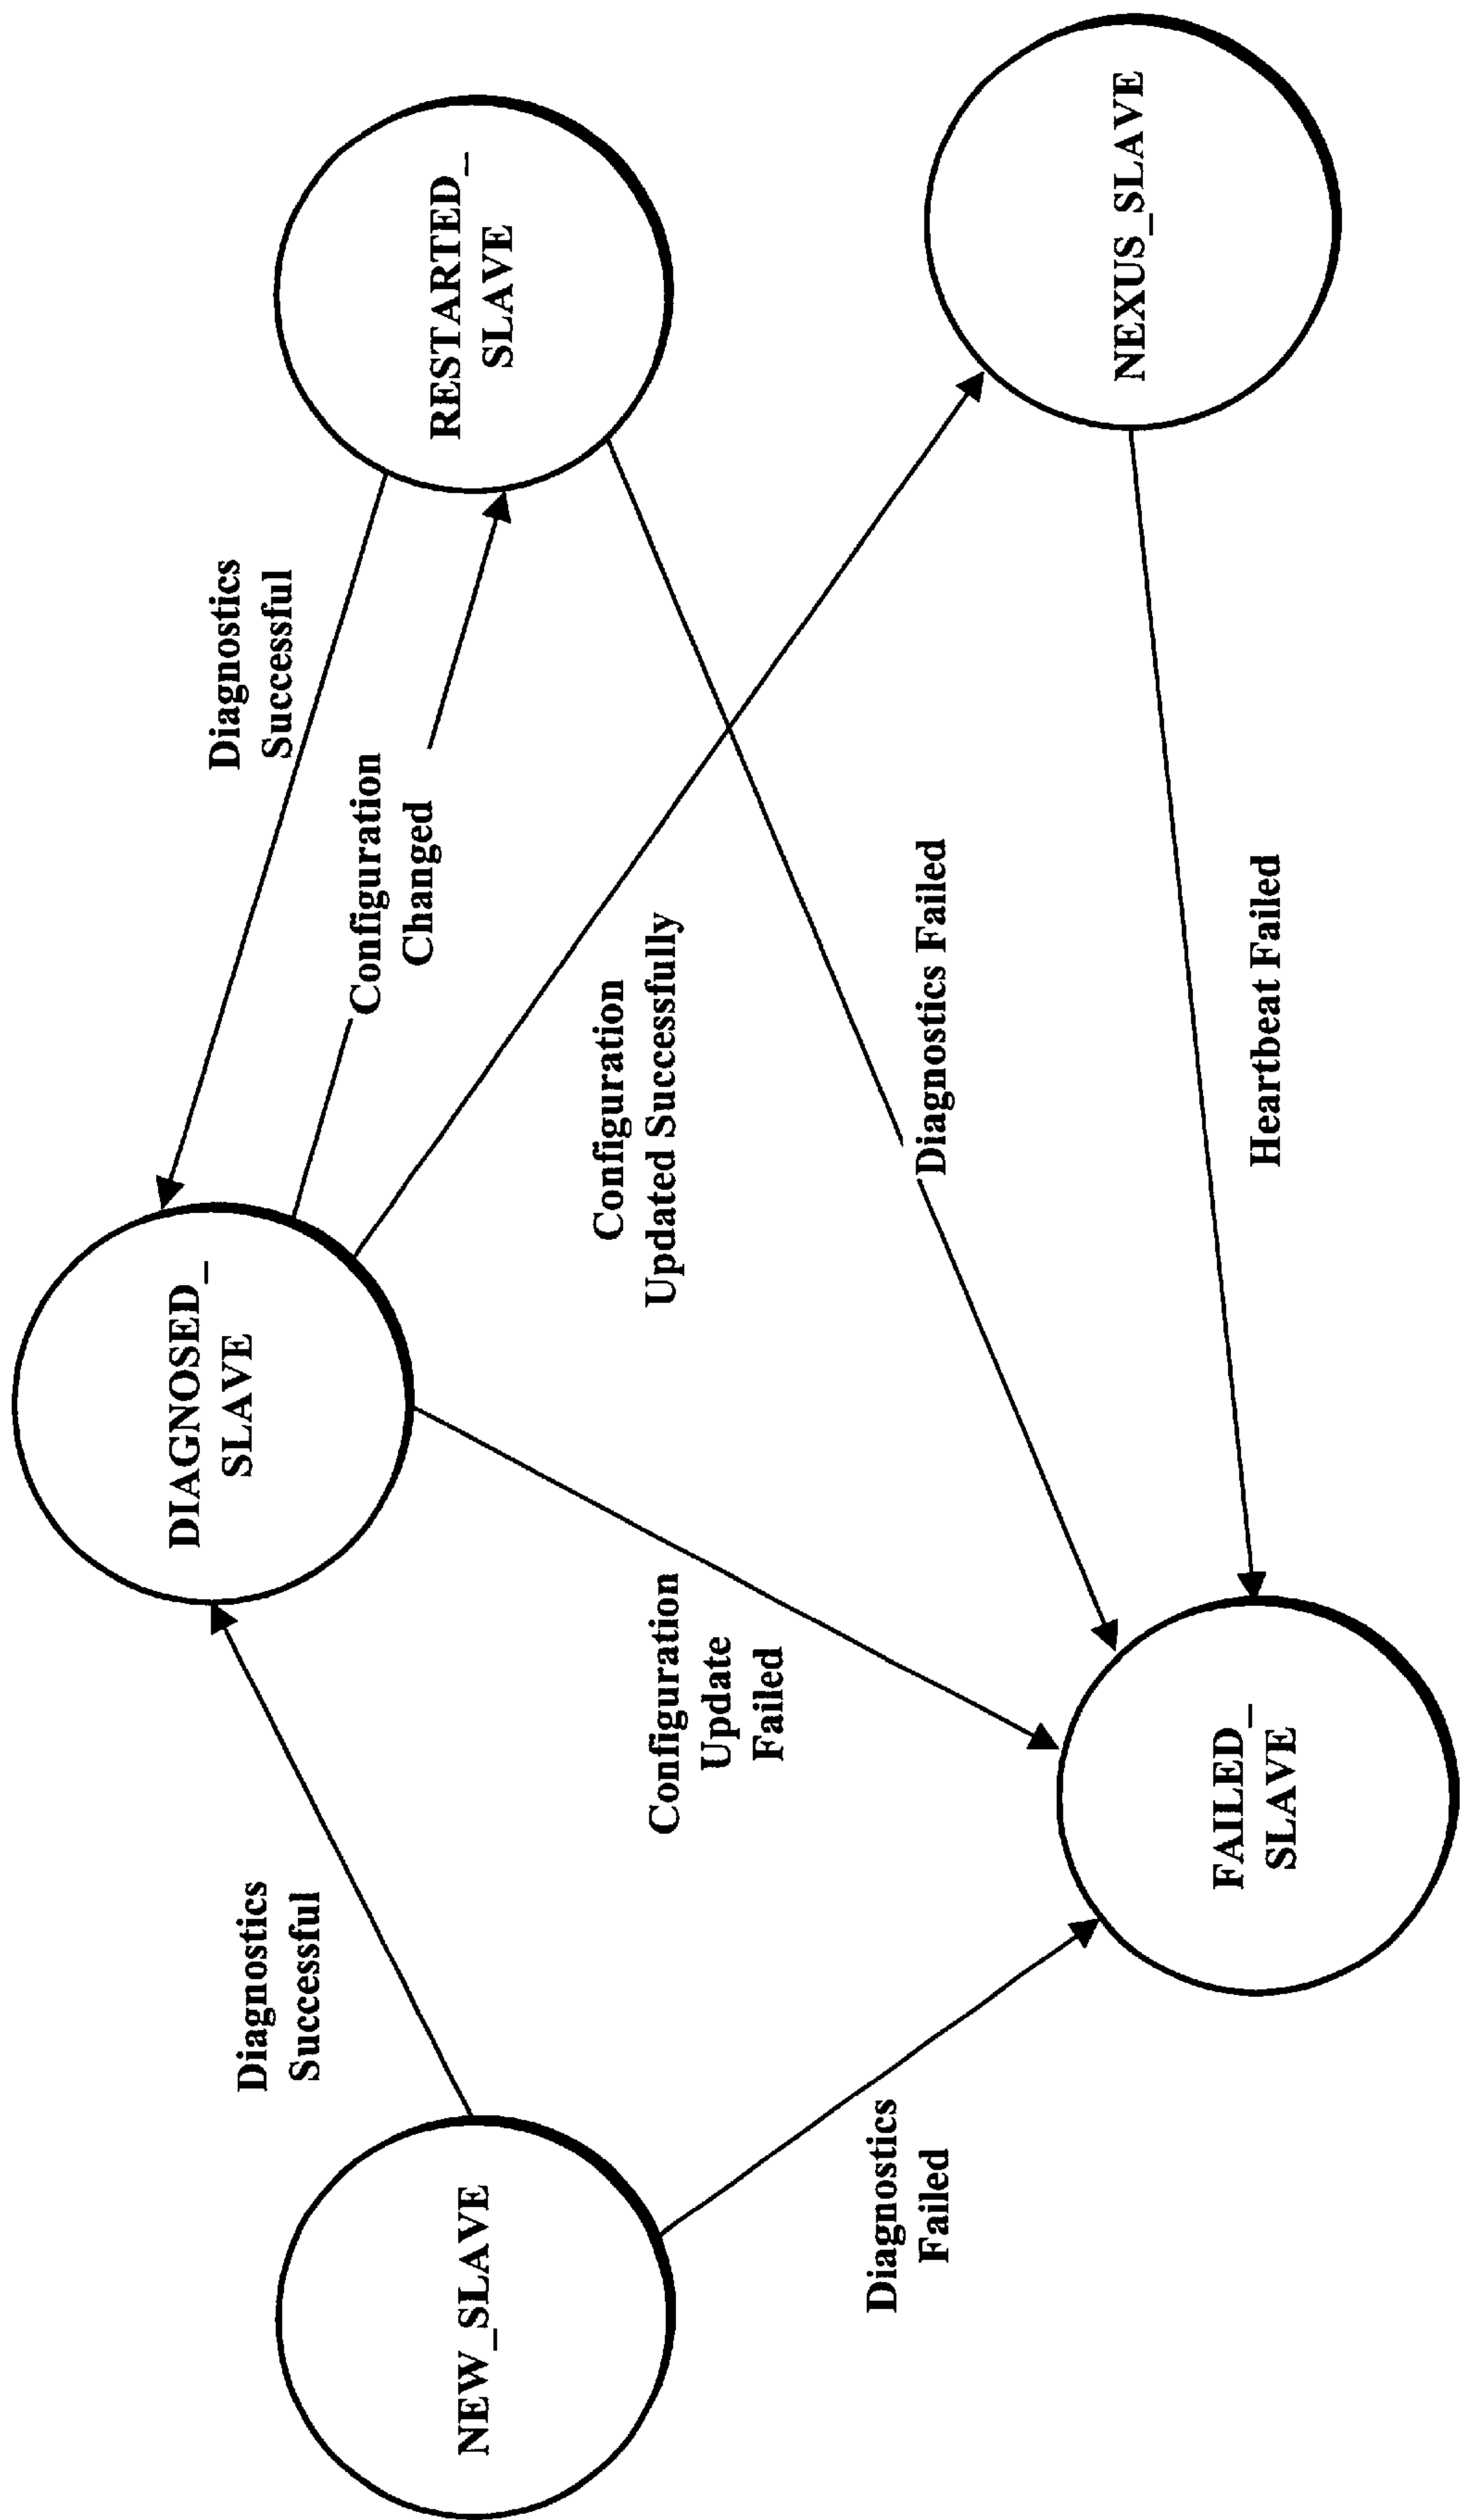 DIAGNOSED_
SLAVE
Diagnostics
Successful
RESTARTED_
SLAVE
Diagnostics
Successful
Configuration
Changed
NEW_SLAVE
Configuration
Updated Successfully
Configuration
Update
Failed
Diagnostics
Failed
Diagnostics Failed
NEXUS_SLAVE
FAILED_
SLAVE
Heartbeat Failed